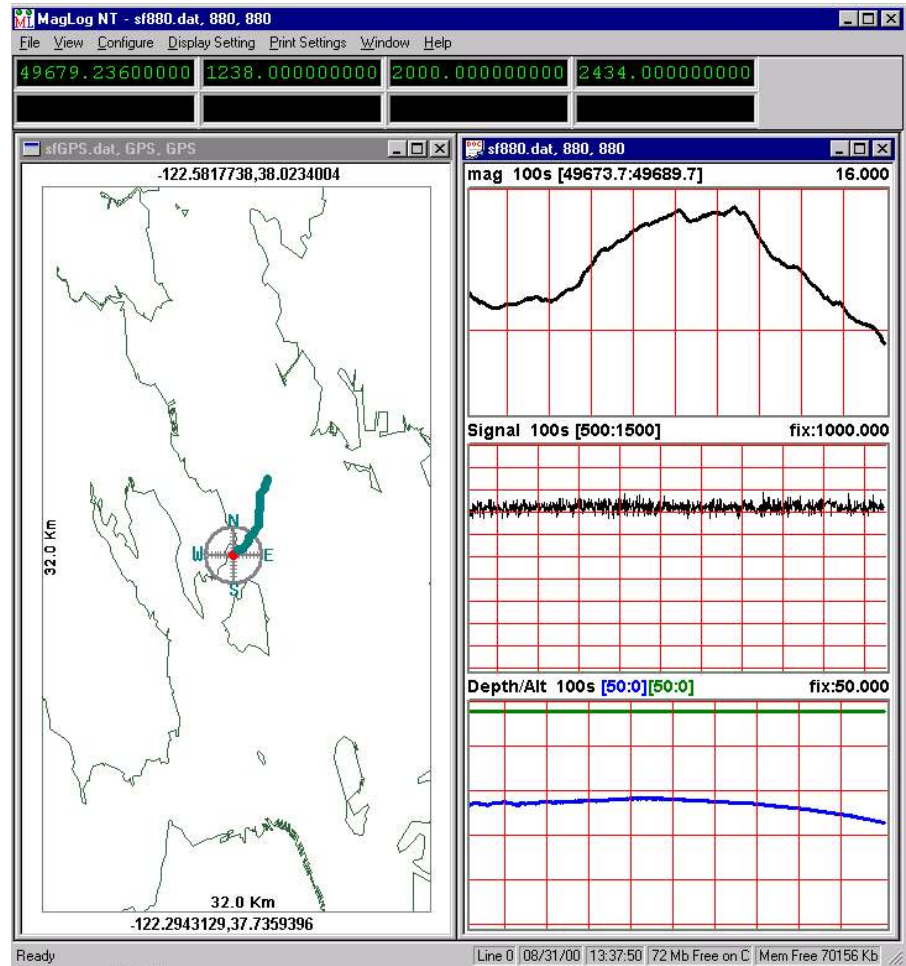 MagLog NT - sf880.dat, 880, 880
File View Configure Display Setting Print Settings Window Help
49679.23600000 1238.000000000 2000.000000000 2434.000000000
sfGPS.dat, GPS, GPS
-122.5817738,38.0234004
N
W E
S
32.0 Km
32.0 Km
-122.2943129,37.7359396
sf880.dat, 880, 880
mag 100s [49673.7:49689.7] 16.000
Signal 100s [500:1500] fix:1000.000
Depth/Alt 100s [50:0][50:0] fix:50.000
Ready Line 0 08/31/00 13:37:50 72 Mb Free on C Mem Free 70156 Kb